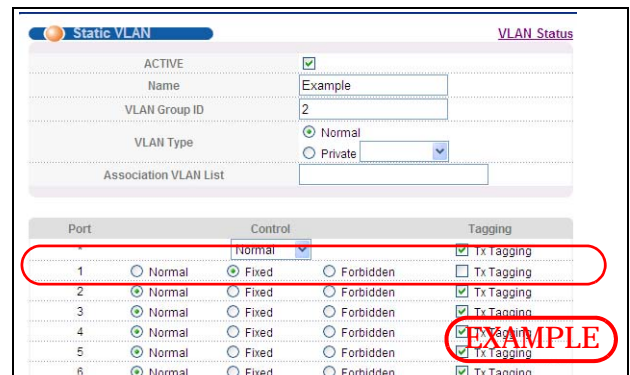 Static VLAN VLAN Status
ACTIVE
Name Example
VLAN Group ID 2
VLAN Type Normal
Private
Association VLAN List
Port Control Tagging
* Normal Tx Tagging
1 Normal Fixed Forbidden Tx Tagging
2 Normal Fixed Forbidden Tx Tagging
3 Normal Fixed Forbidden Tx Tagging
4 Normal Fixed Forbidden Tx Tagging
EXAMPLE
5 Normal Fixed Forbidden Tx Tagging
6 Normal Fixed Forbidden Tx Tagging